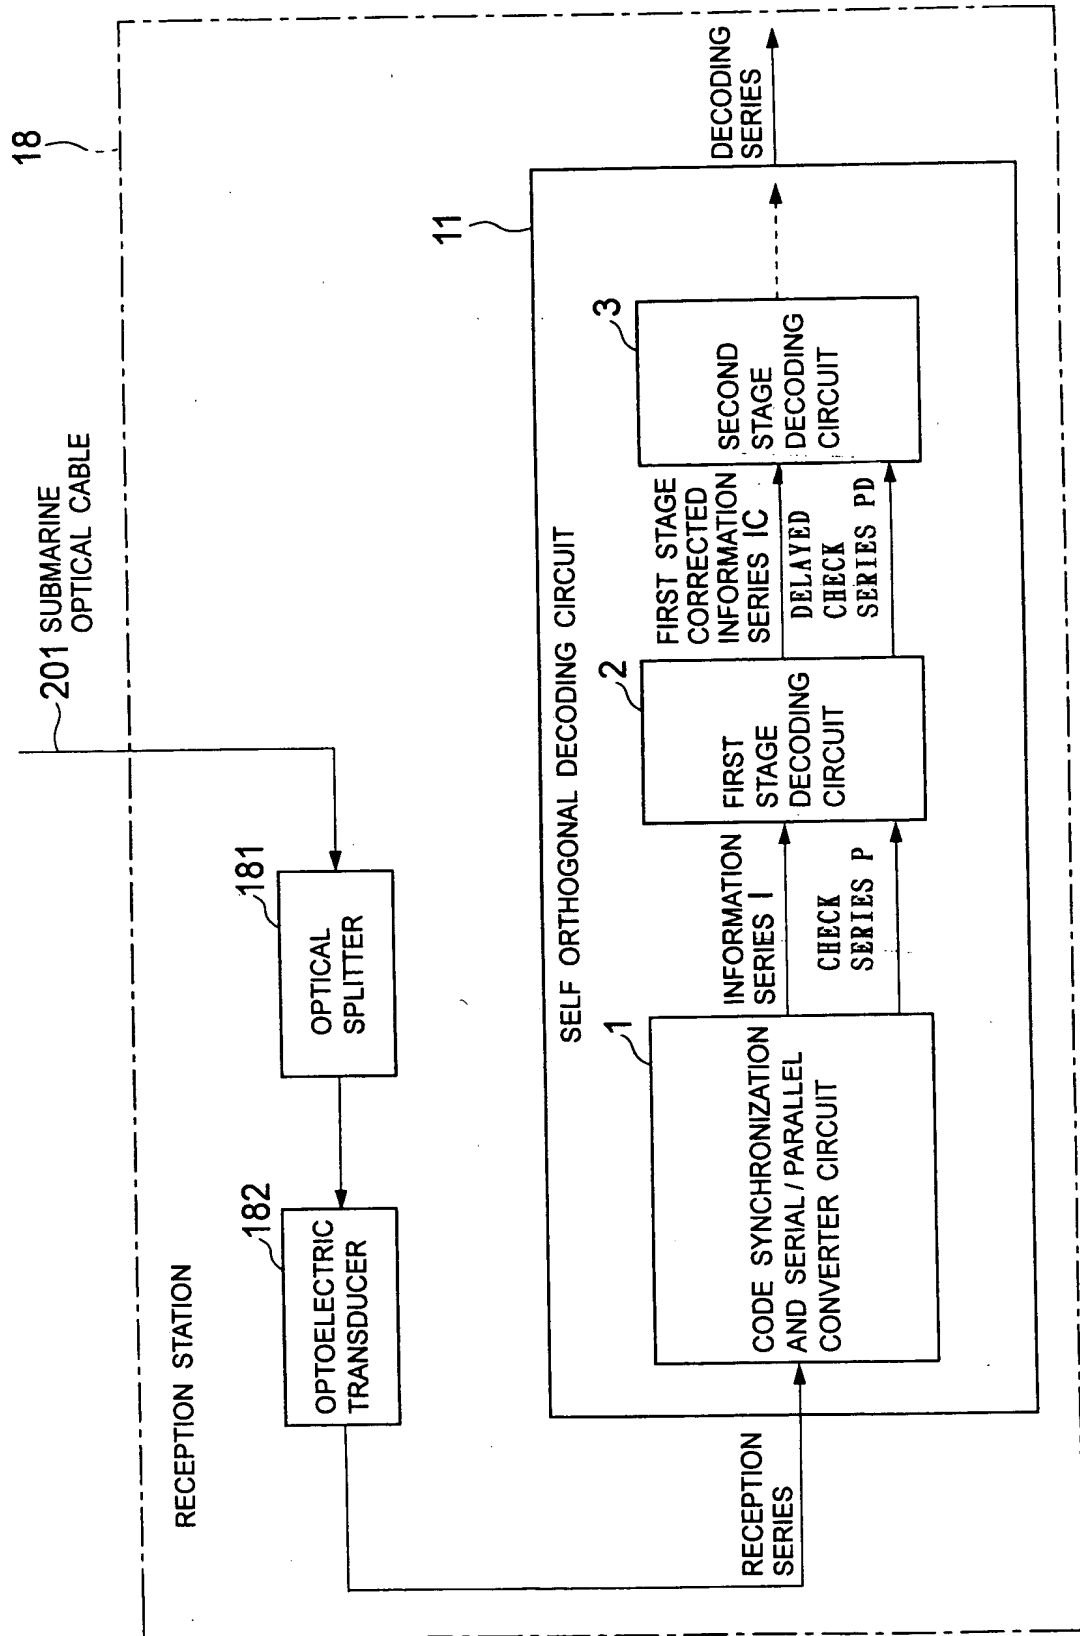 18
201 SUBMARINE
OPTICAL CABLE
RECEPTION STATION
182
OPTOELECTRIC
TRANSDUCER
181
OPTICAL
SPLITTER
11
SELF ORTHOGONAL DECODING CIRCUIT
RECEPTION
SERIES
1
CODE SYNCHRONIZATION
AND SERIAL/PARALLEL
CONVERTER CIRCUIT
INFORMATION
SERIES I
CHECK
SERIES P
2
FIRST
STAGE
DECODING
CIRCUIT
FIRST STAGE
CORRECTED
INFORMATION
SERIES IC
DELAYED
CHECK
SERIES PD
3
SECOND
STAGE
DECODING
CIRCUIT
DECODING
SERIES